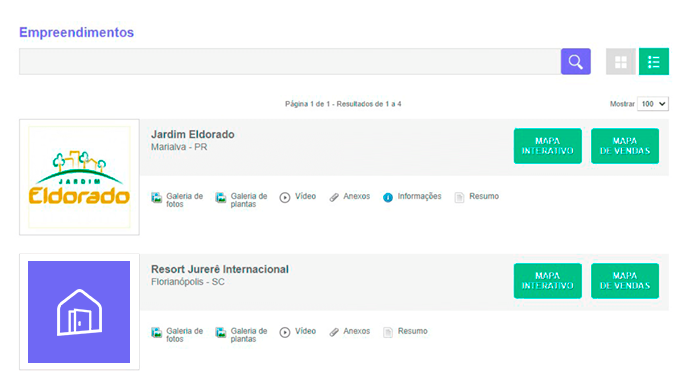 Empreendimentos
Página 1 de 1 - Resultados de 1 a 4
Mostrar 100
Jardim Eldorado
Marialva - PR
MAPA
INTERATIVO
MAPA
DE VENDAS
JARDIM
Eldorado
Galeria de
fotos
Galeria de
plantas
Vídeo
Anexos
Informações
Resumo
Resort Jurerê Internacional
Florianópolis - SC
MAPA
INTERATIVO
MAPA
DE VENDAS
Galeria de
fotos
Galeria de
plantas
Vídeo
Anexos
Resumo